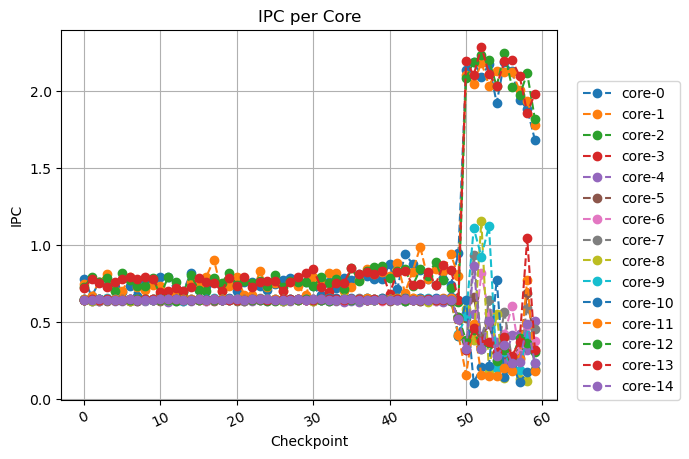 IPC per Core
IPC
2.0
1.5
1.0
0.5
0.0
0
10
20
30
40
50
60
Checkpoint
core-0
core-1
core-2
core-3
core-4
core-5
core-6
core-7
core-8
core-9
core-10
core-11
core-12
core-13
core-14